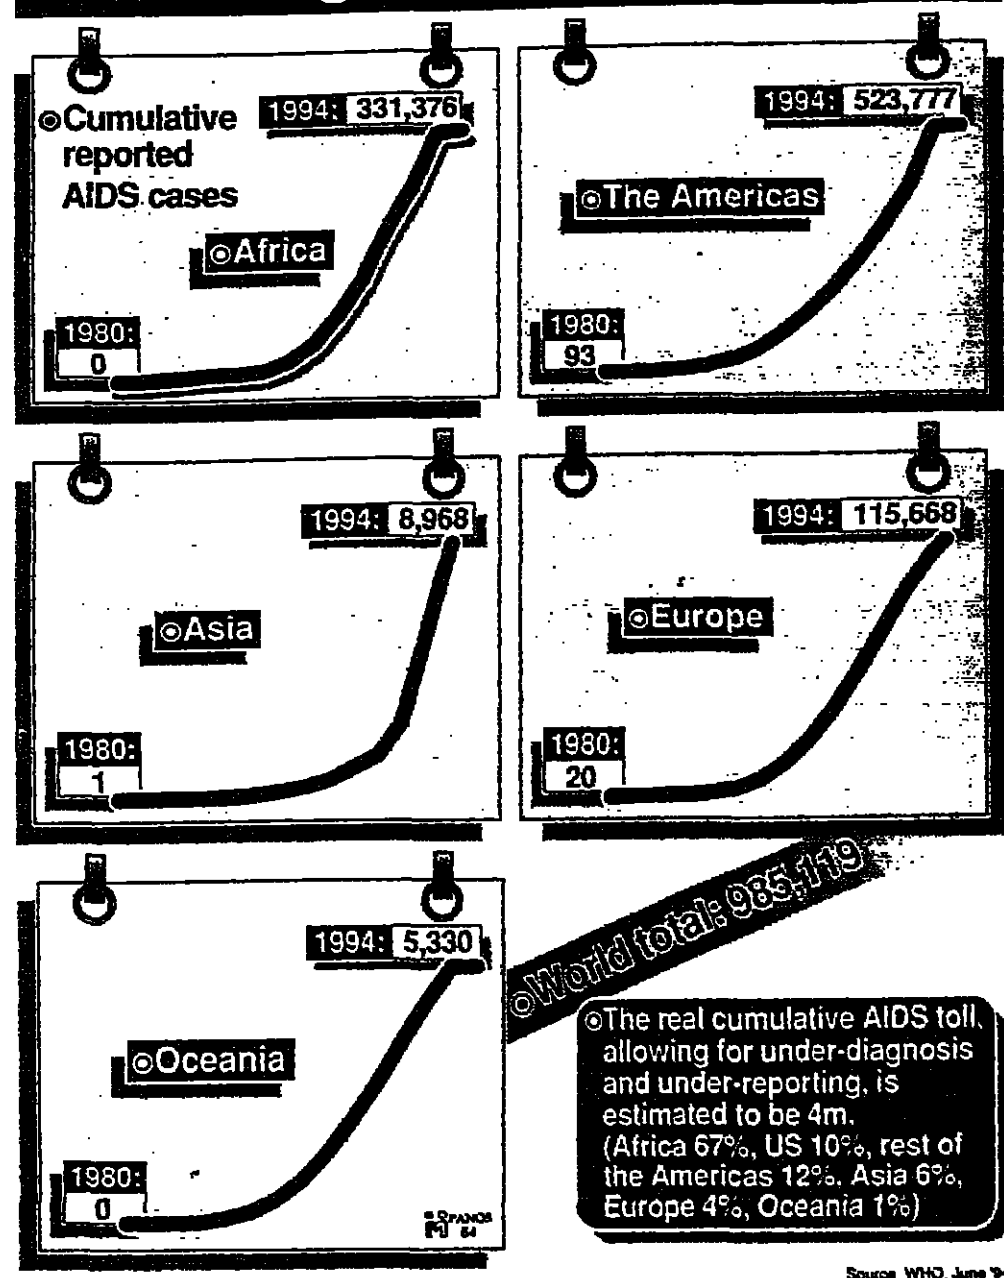 ⊙Cumulative
reported
AIDS cases
1994: 331,376
⊙Africa
1980:
0
1994: 523,777
⊙The Americas
1980:
93
1994: 8,968
⊙Asia
1980:
1
1994: 115,668
⊙Europe
1980:
20
1994: 5,330
⊙Oceania
1980:
0
PANOS
⊙World total: 985,119
⊙The real cumulative AIDS toll,
allowing for under-diagnosis
and under-reporting, is
estimated to be 4m.
(Africa 67%, US 10%, rest of
the Americas 12%, Asia 6%,
Europe 4%, Oceania 1%)
Source WHO June